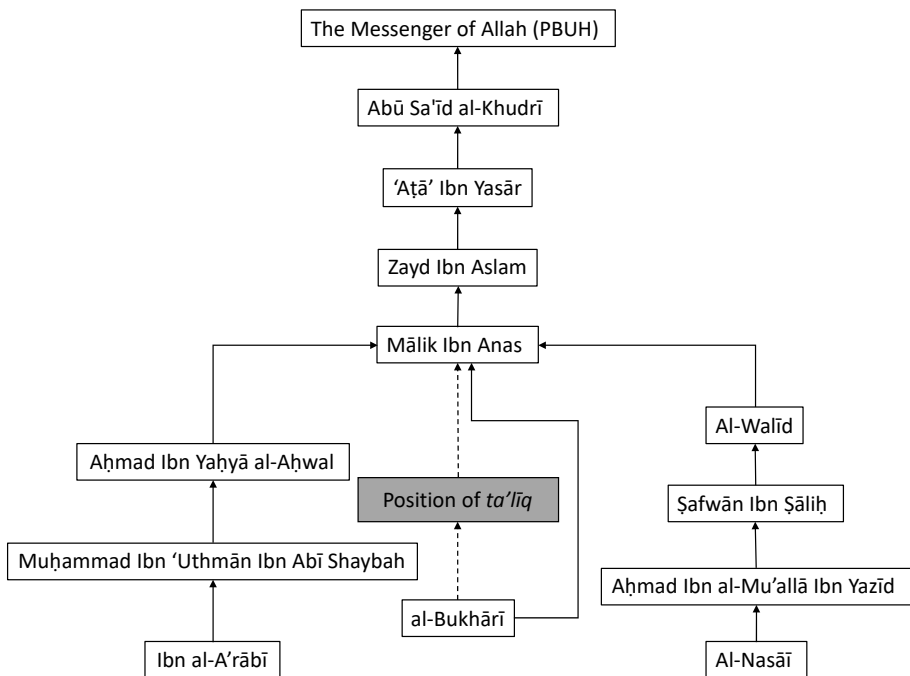 The Messenger of Allah (PBUH)
Abū Sa'īd al-Khudrī
‘Aṭā’ Ibn Yasār
Zayd Ibn Aslam
Mālik Ibn Anas
Al-Walīd
Aḥmad Ibn Yaḥyā al-Aḥwal
Position of ta’līq
Ṣafwān Ibn Ṣāliḥ
Muḥammad Ibn ‘Uthmān Ibn Abī Shaybah
Aḥmad Ibn al-Mu’allā Ibn Yazīd
al-Bukhārī
Ibn al-A’rābī
Al-Nasāī